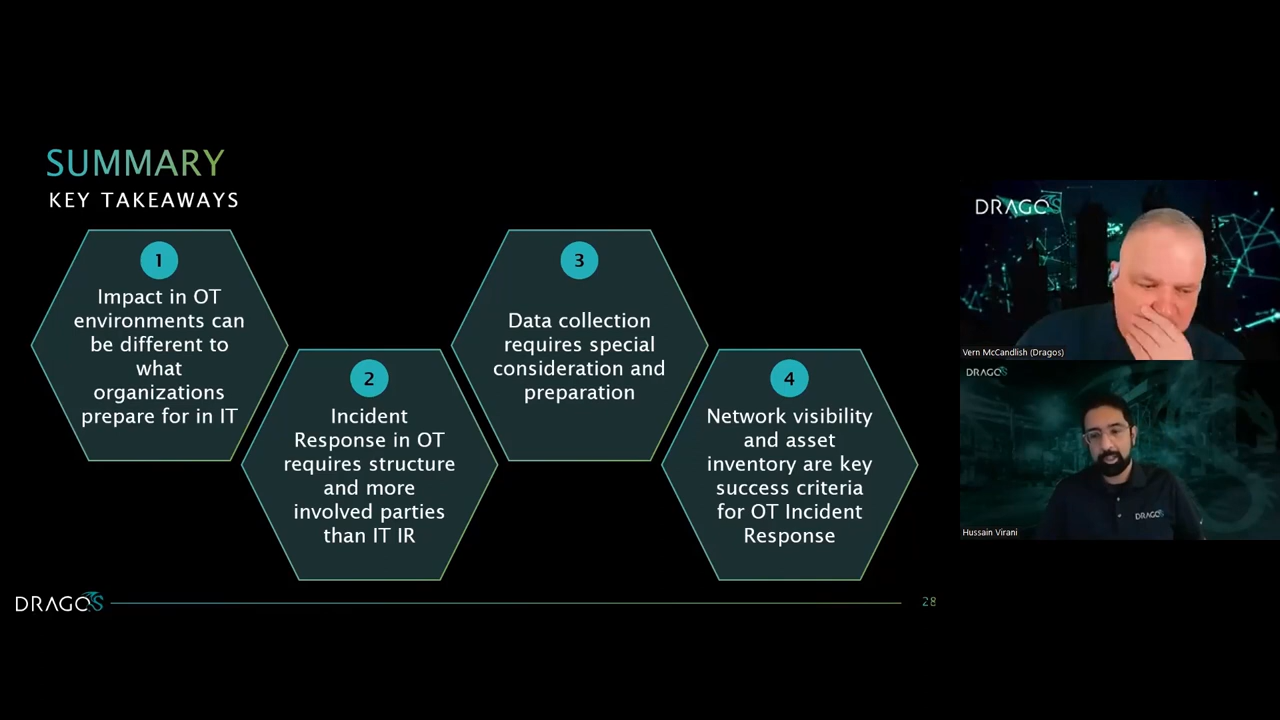 SUMMARY
KEY TAKEAWAYS
1
Impact in OT
environments can
be different to
what
organizations
prepare for in IT
2
Incident
Response in OT
requires structure
and more
involved parties
than IT IR
3
Data collection
requires special
consideration and
preparation
4
Network visibility
and asset
inventory are key
success criteria
for OT Incident
Response
DRAGOS
28
DRAGOS
Vern McCandlish (Dragos)
DRAGOS
DRAGOS
Hussain Virani